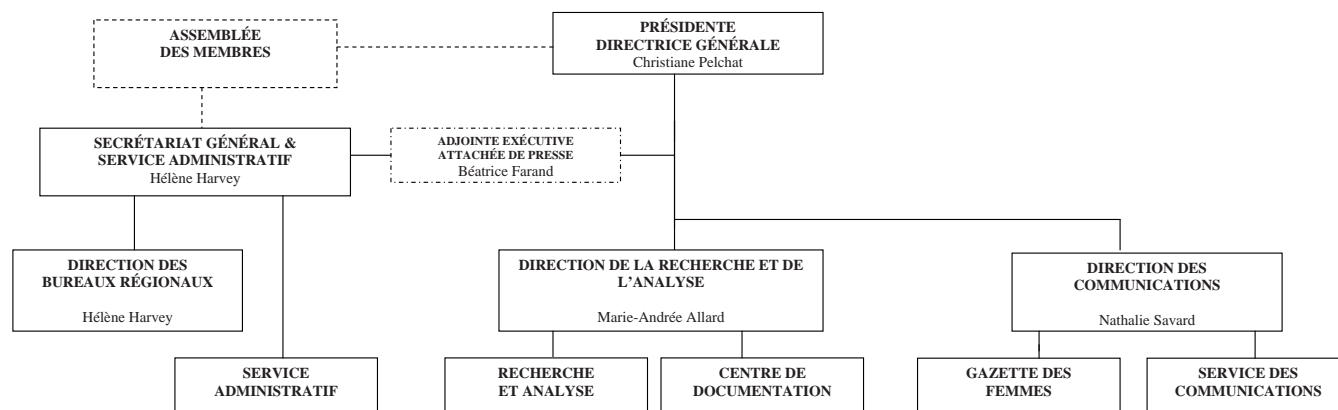 ASSEMBLÉE
DES MEMBRES
PRÉSIDENTE
DIRECTRICE GÉNÉRALE
Christiane Pelchat
SECRÉTARIAT GÉNÉRAL &
SERVICE ADMINISTRATIF
Hélène Harvey
ADJOINTE EXÉCUTIVE
ATTACHÉE DE PRESSE
Béatrice Farand
DIRECTION DES
BUREAUX RÉGIONAUX
Hélène Harvey
DIRECTION DE LA RECHERCHE ET DE
L’ANALYSE
Marie-Andrée Allard
DIRECTION DES
COMMUNICATIONS
Nathalie Savard
SERVICE
ADMINISTRATIF
RECHERCHE
ET ANALYSE
CENTRE DE
DOCUMENTATION
GAZETTE DES
FEMMES
SERVICE DES
COMMUNICATIONS